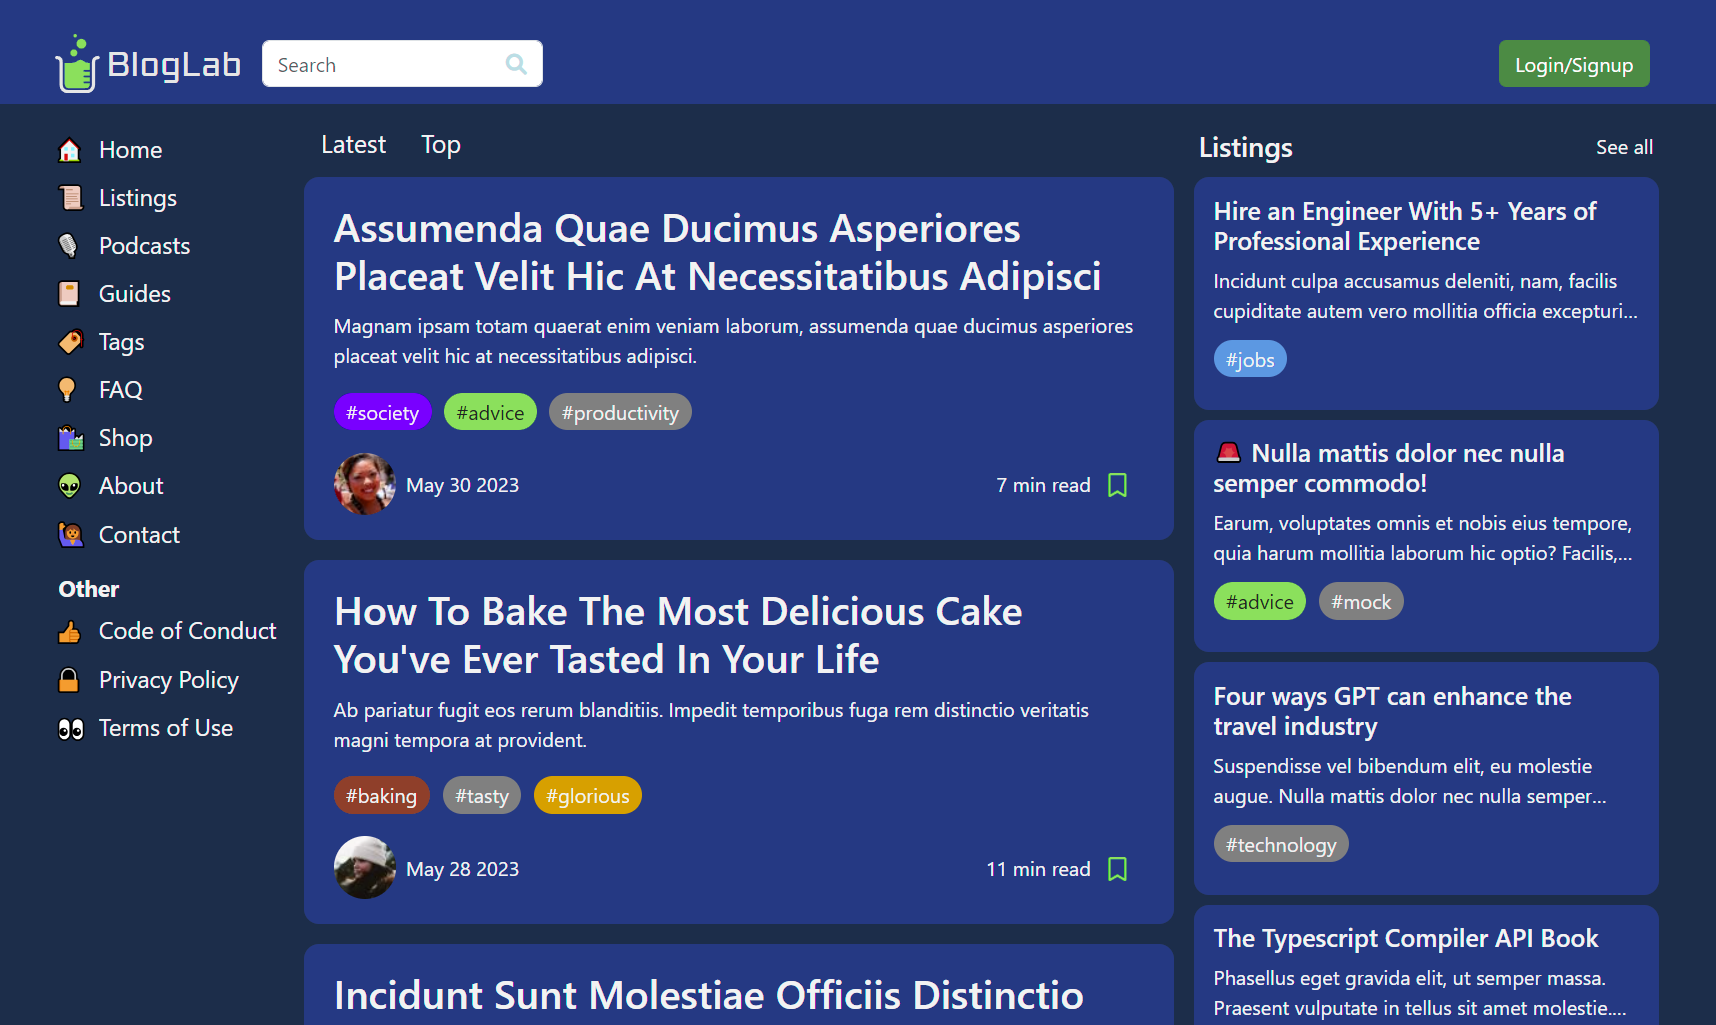 BlogLab
Search
Login/Signup
Home
Listings
Podcasts
Guides
Tags
FAQ
Shop
About
Contact
Other
Code of Conduct
Privacy Policy
Terms of Use
Latest
Top
Assumenda Quae Ducimus Asperiores
Placeat Velit Hic At Necessitatibus Adipisci
Magnam ipsam totam quaerat enim veniam laborum, assumenda quae ducimus asperiores
placeat velit hic at necessitatibus adipisci.
#society #advice #productivity
May 30 2023
7 min read
How To Bake The Most Delicious Cake
You've Ever Tasted In Your Life
Ab pariatur fugit eos rerum blanditiis. Impedit temporibus fuga rem distinctio veritatis
magni tempora at provident.
#baking #tasty #glorious
May 28 2023
11 min read
Incidunt Sunt Molestiae Officiis Distinctio
Listings
See all
Hire an Engineer With 5+ Years of
Professional Experience
Incidunt culpa accusamus deleniti, nam, facilis
cupiditate autem vero mollitia officia excepturi...
#jobs
🚨 Nulla mattis dolor nec nulla
semper commodo!
Earum, voluptates omnis et nobis eius tempore,
quia harum mollitia laborum hic optio? Facilis,...
#advice #mock
Four ways GPT can enhance the
travel industry
Suspendisse vel bibendum elit, eu molestie
augue. Nulla mattis dolor nec nulla semper...
#technology
The Typescript Compiler API Book
Phasellus eget gravida elit, ut semper massa.
Praesent vulputate in tellus sit amet molestie....